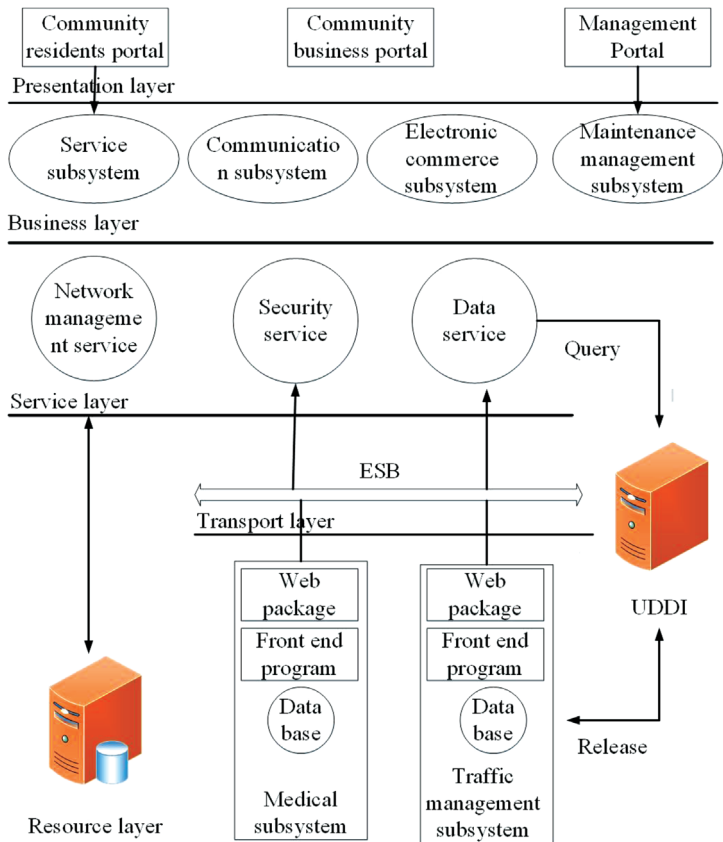 Community
residents portal
Community
business portal
Management
Portal
Presentation layer
Service
subsystem
Communicatio
n subsystem
Electronic
commerce
subsystem
Maintenance
management
subsystem
Business layer
Network
manageme
nt service
Security
service
Data
service
Query
Service layer
ESB
Transport layer
Web
package
Front end
program
Data
base
Medical
subsystem
Web
package
Front end
program
Data
base
Traffic
management
subsystem
UDDI
Release
Resource layer